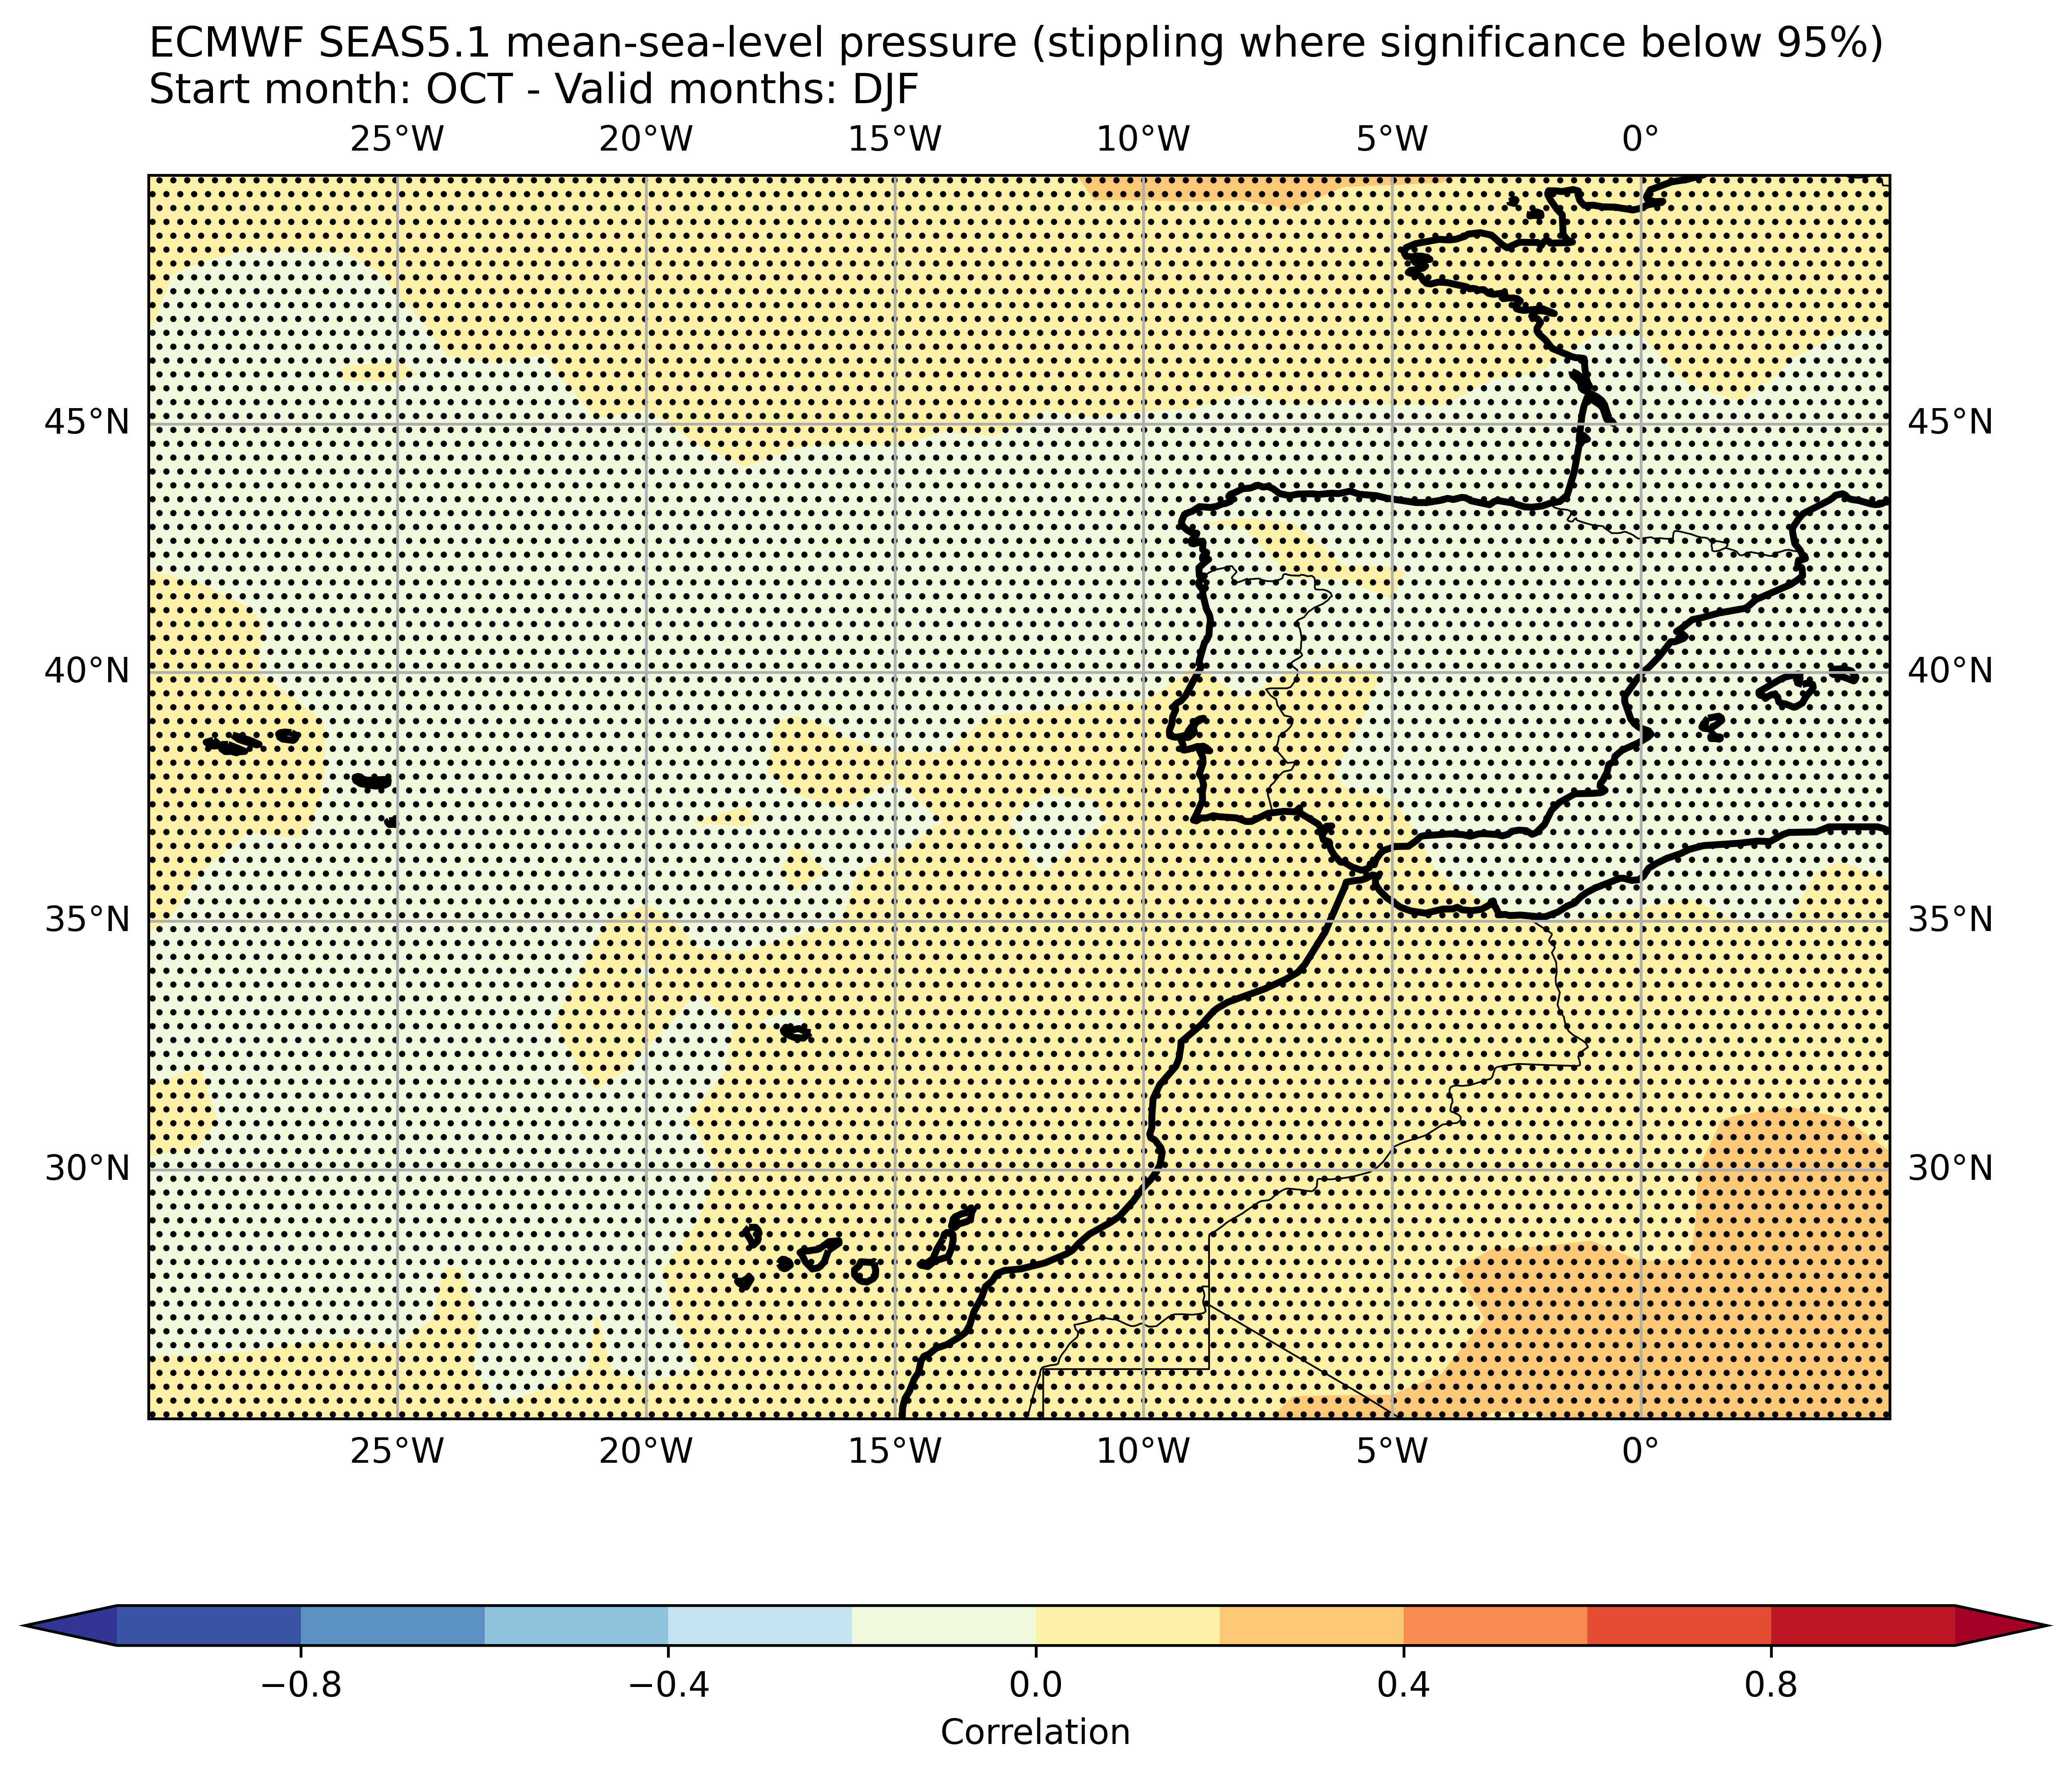 ECMWF SEAS5.1 mean-sea-level pressure (stippling where significance below 95%)
Start month: OCT - Valid months: DJF
25°W 20°W 15°W 10°W 5°W 0°
45°N 45°N
40°N 40°N
35°N 35°N
30°N 30°N
25°W 20°W 15°W 10°W 5°W 0°
−0.8 −0.4 0.0 0.4 0.8
Correlation